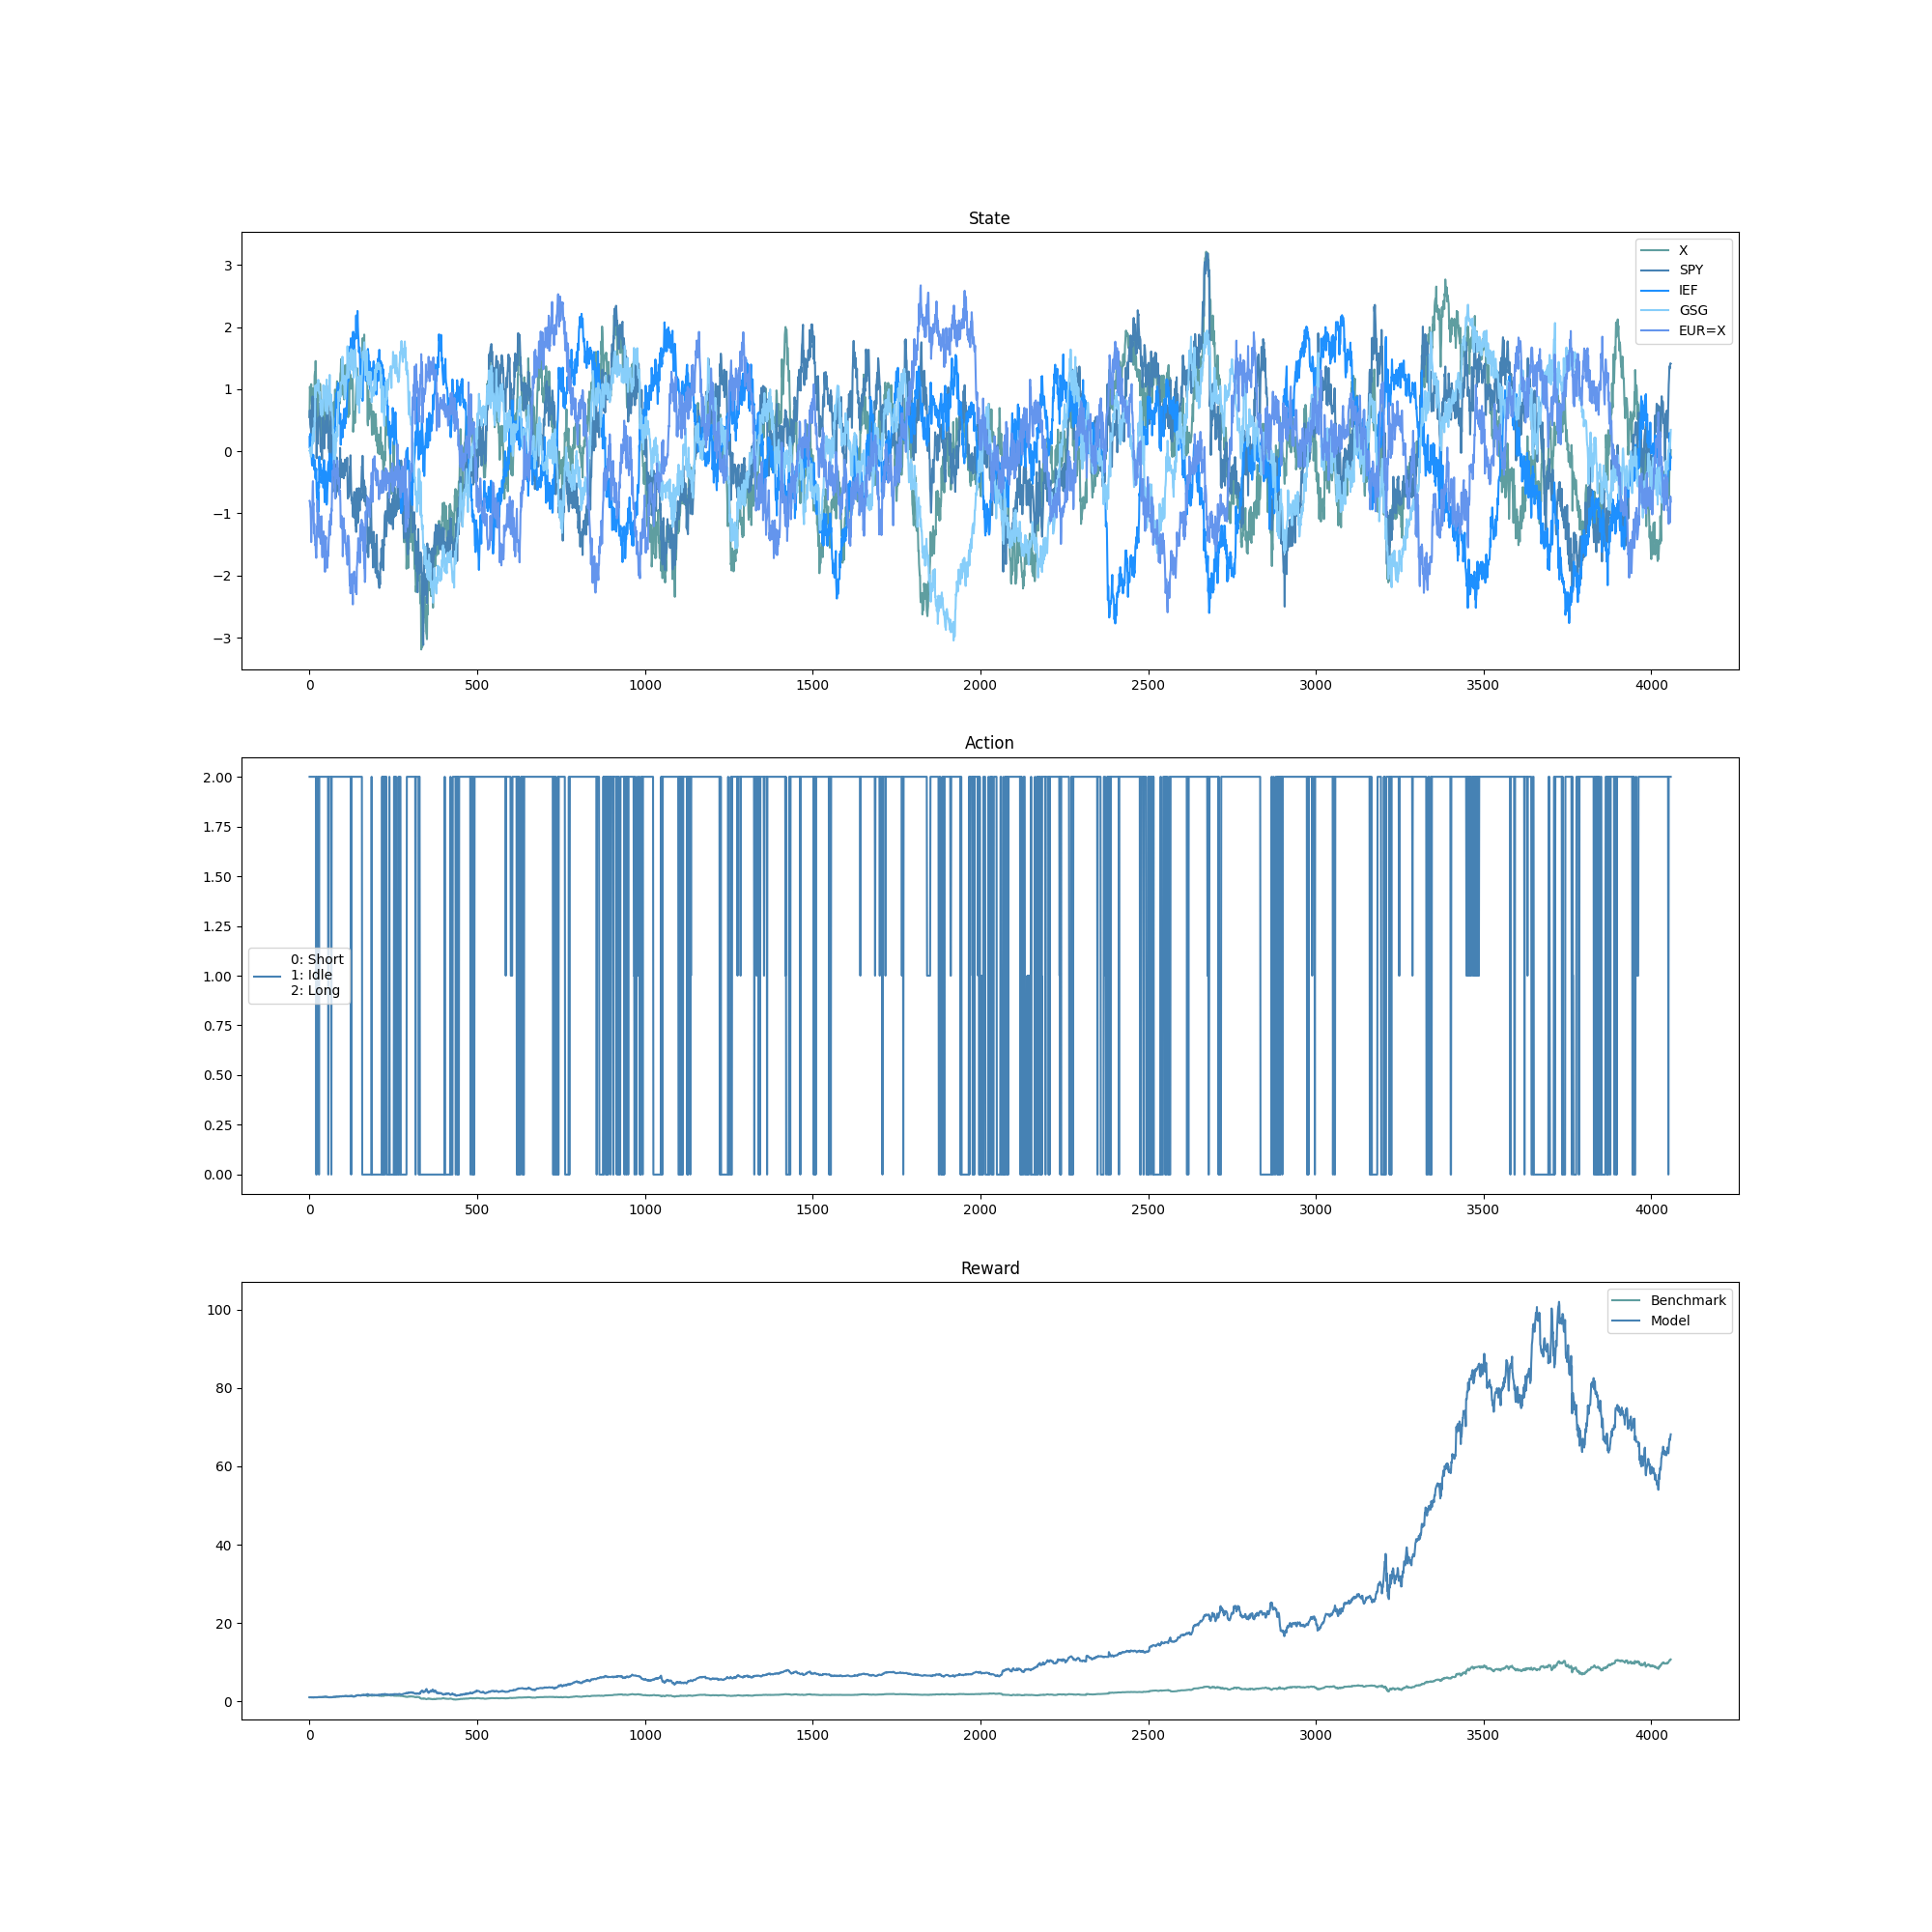 State
3
2
1
0
−1
−2
−3
X
SPY
IEF
GSG
EUR=X
0 500 1000 1500 2000 2500 3000 3500 4000
Action
2.00
1.75
1.50
1.25
1.00
0.75
0.50
0.25
0.00
0: Short
1: Idle
2: Long
0 500 1000 1500 2000 2500 3000 3500 4000
Reward
100
80
60
40
20
0
Benchmark
Model
0 500 1000 1500 2000 2500 3000 3500 4000